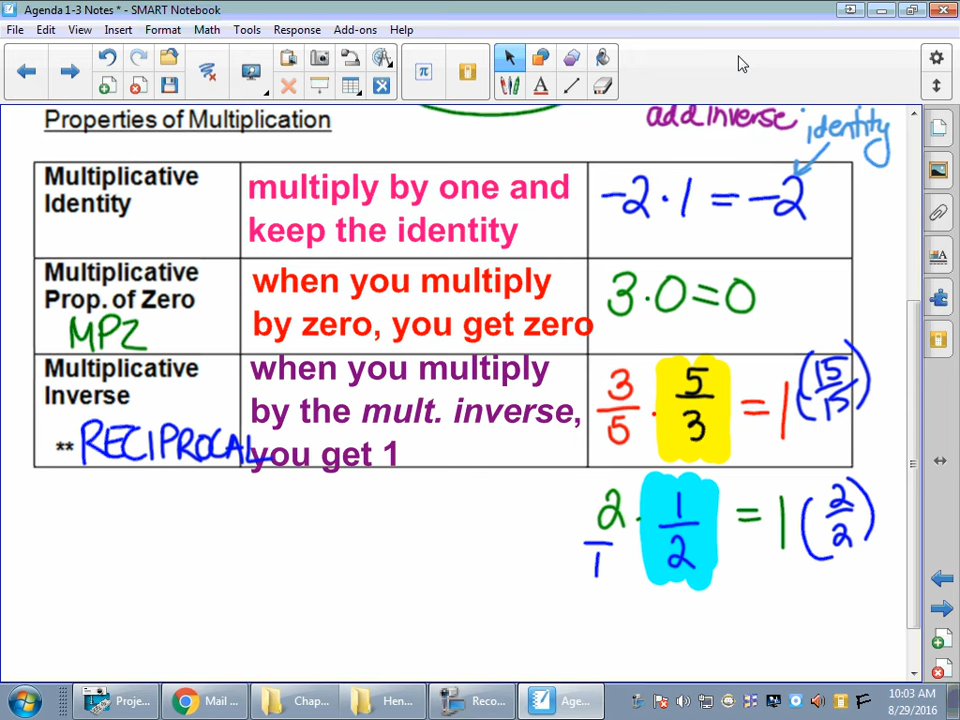 Agenda 1-3 Notes * - SMART Notebook
File Edit View Insert Format Math Tools Response Add-ons Help
π
A
Properties of Multiplication
add inverse
identity
Multiplicative Identity
multiply by one and
keep the identity
-2 · 1 = -2
Multiplicative
Prop. of Zero
MPZ
when you multiply
by zero, you get zero
3 · 0 = 0
Multiplicative
Inverse
** RECIPROCAL
when you multiply
by the mult. inverse,
you get 1
3/5 · 5/3 = 1 (15/15)
2/1 · 1/2 = 1 (2/2)
Proje...
Mail ...
Chap...
Hen...
Reco...
Age...
10:03 AM
8/29/2016